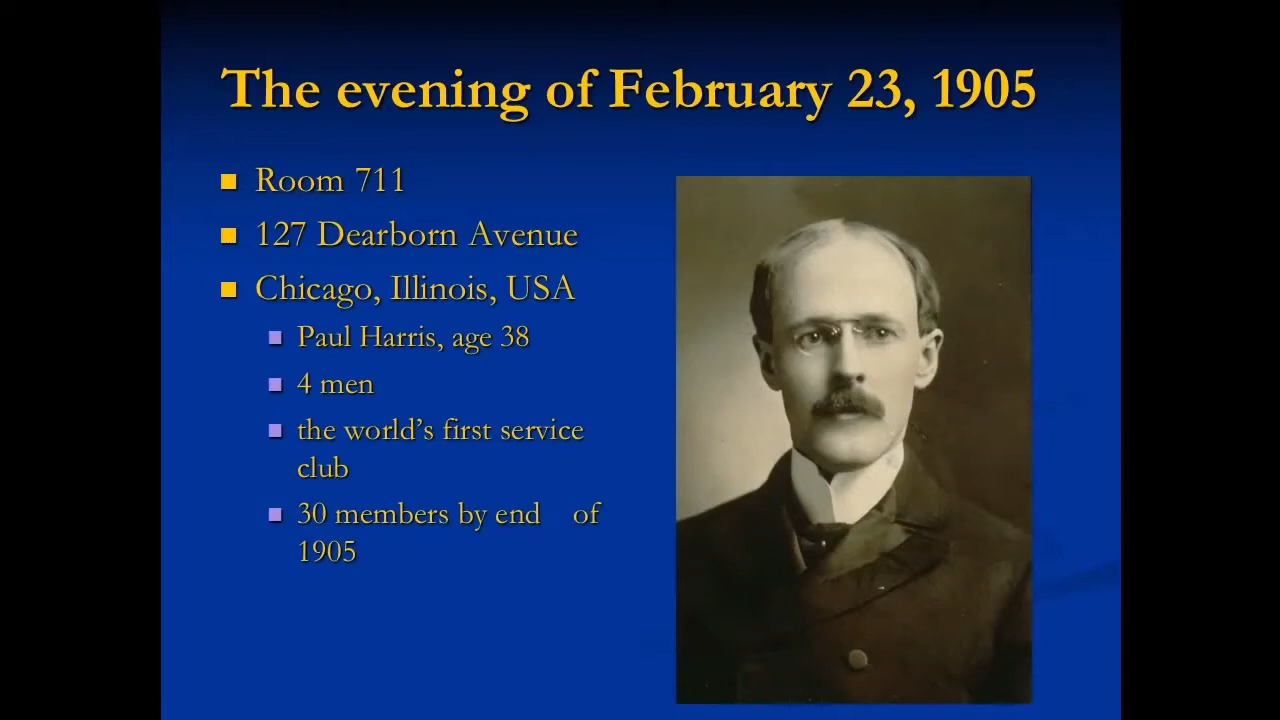 The evening of February 23, 1905
Room 711
127 Dearborn Avenue
Chicago, Illinois, USA
Paul Harris, age 38
4 men
the world’s first service
club
30 members by end of
1905